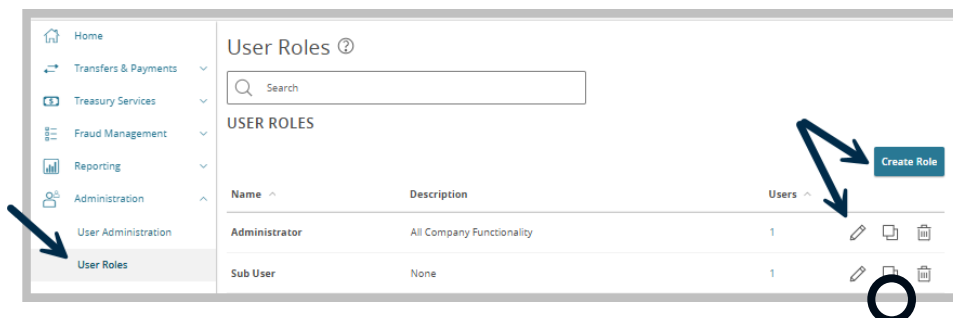 Home
Transfers & Payments
Treasury Services
Fraud Management
Reporting
Administration
User Administration
User Roles
User Roles ?
Search
USER ROLES
Create Role
Name Description Users
Administrator All Company Functionality 1
Sub User None 1